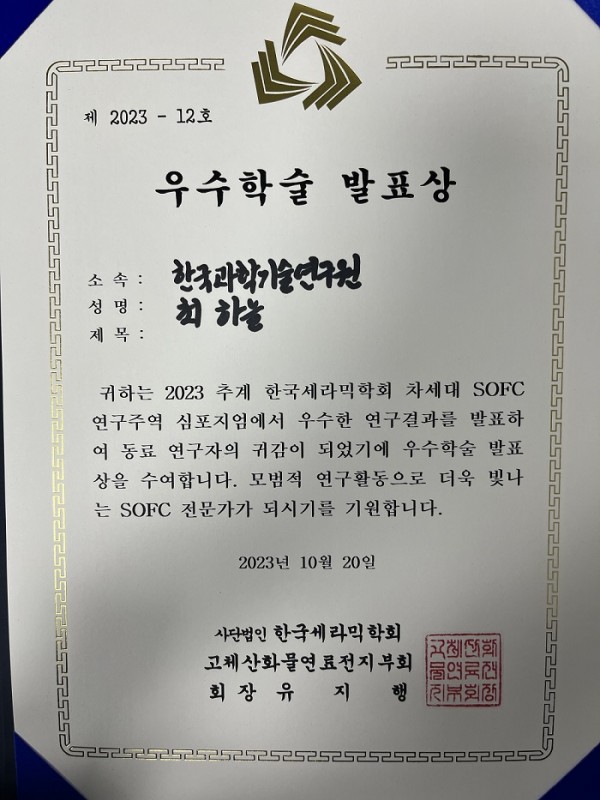 제 2023 - 12호
우수학술 발표상
소 속 : 한국과학기술연구원
성 명 : 최 하늘
제 목 :
귀하는 2023 추계 한국세라믹학회 차세대 SOFC
연구주역 심포지엄에서 우수한 연구결과를 발표하
여 동료 연구자의 귀감이 되었기에 우수학술 발표
상을 수여합니다. 모범적 연구활동으로 더욱 빛나
는 SOFC 전문가가 되시기를 기원합니다.
2023년 10월 20일
사단법인 한국세라믹학회
고체산화물연료전지부회
회 장 유 지 행